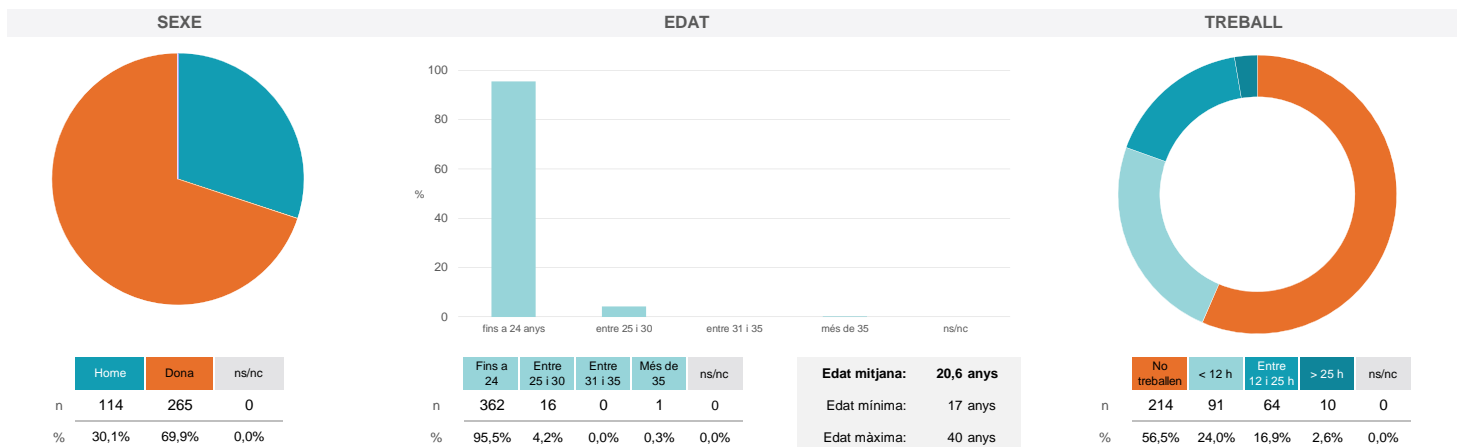 SEXE
EDAT
TREBALL
100
80
60
%
40
20
0
fins a 24 anys
entre 25 i 30
entre 31 i 35
més de 35
ns/nc
Home Dona ns/nc
n 114 265 0
% 30,1% 69,9% 0,0%
Fins a 24 Entre 25 i 30 Entre 31 i 35 Més de 35 ns/nc
n 362 16 0 1 0
% 95,5% 4,2% 0,0% 0,3% 0,0%
Edat mitjana: 20,6 anys
Edat mínima: 17 anys
Edat màxima: 40 anys
No treballen < 12 h Entre 12 i 25 h > 25 h ns/nc
n 214 91 64 10 0
% 56,5% 24,0% 16,9% 2,6% 0,0%